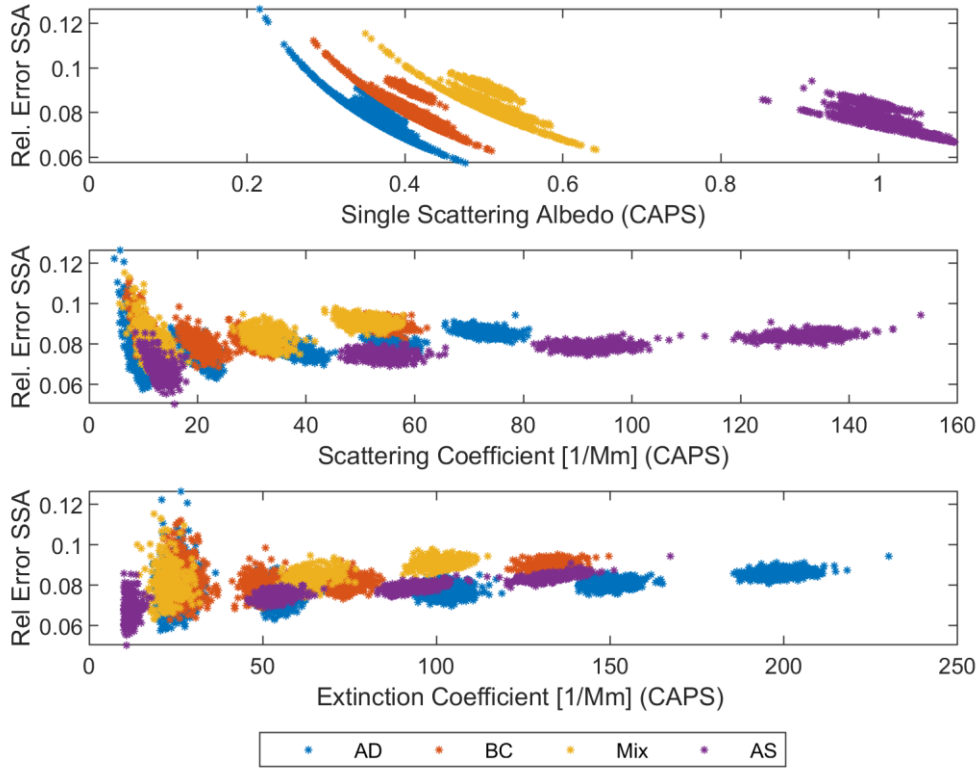 0.12
0.1
0.08
0.06
Rel. Error SSA
0 0.2 0.4 0.6 0.8 1
Single Scattering Albedo (CAPS)
0.12
0.1
0.08
0.06
Rel. Error SSA
0 20 40 60 80 100 120 140 160
Scattering Coefficient [1/Mm] (CAPS)
0.12
0.1
0.08
0.06
Rel Error SSA
0 50 100 150 200 250
Extinction Coefficient [1/Mm] (CAPS)
AD BC Mix AS